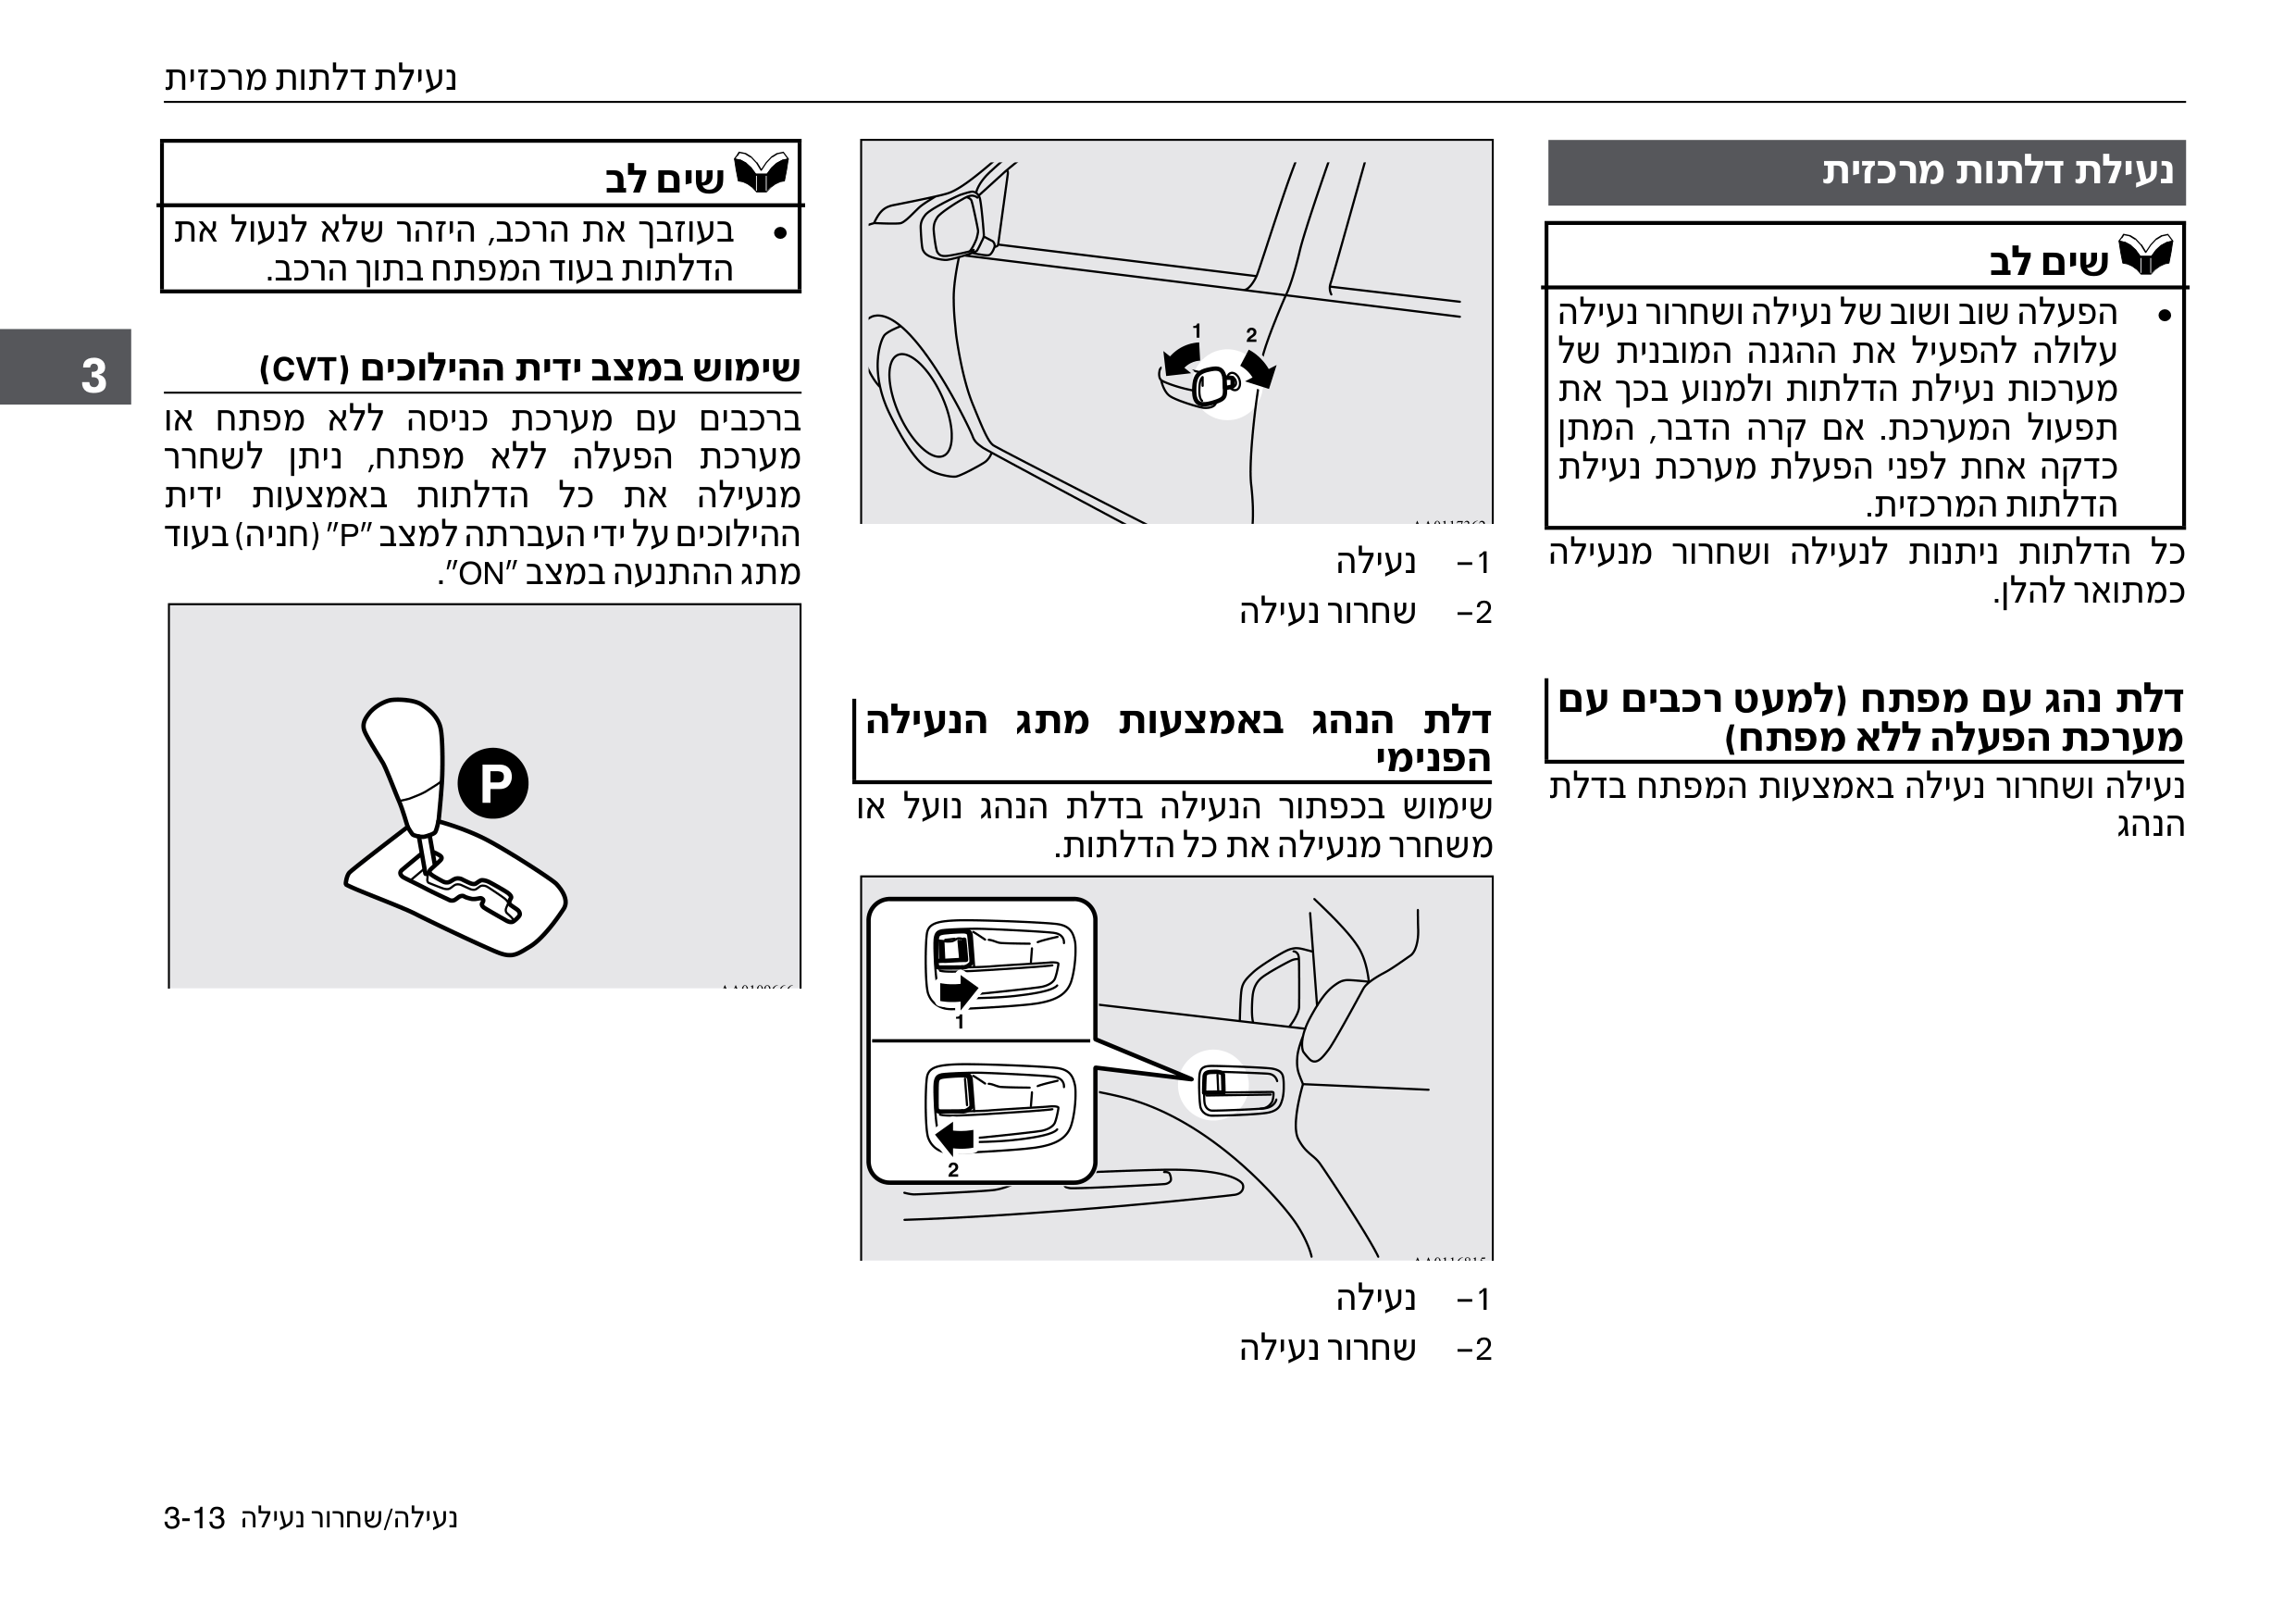 נעילת דלתות מרכזית
נעילת דלתות מרכזית
שים לב
• הפעלה שוב ושוב של נעילה ושחרור נעילה
עלולה להפעיל את ההגנה המובנית של
מערכות נעילת הדלתות ולמנוע בכך את
תפעול המערכת. אם קרה הדבר, המתן
כדקה אחת לפני הפעלת מערכת נעילת
הדלתות המרכזית.
כל הדלתות ניתנות לנעילה ושחרור מנעילה
כמתואר להלן.
דלת נהג עם מפתח (למעט רכבים עם
מערכת הפעלה ללא מפתח)
נעילה ושחרור נעילה באמצעות המפתח בדלת
הנהג
1 2
1– נעילה
2– שחרור נעילה
דלת הנהג באמצעות מתג הנעילה
הפנימי
שימוש בכפתור הנעילה בדלת הנהג נועל או
משחרר מנעילה את כל הדלתות.
1
2
1– נעילה
2– שחרור נעילה
שים לב
• בעוזבך את הרכב, היזהר שלא לנעול את
הדלתות בעוד המפתח בתוך הרכב.
שימוש במצב ידית ההילוכים (CVT)
ברכבים עם מערכת כניסה ללא מפתח או
מערכת הפעלה ללא מפתח, ניתן לשחרר
מנעילה את כל הדלתות באמצעות ידית
ההילוכים על ידי העברתה למצב "P" (חניה) בעוד
מתג ההתנעה במצב "ON".
P
3
נעילה/שחרור נעילה 3-13